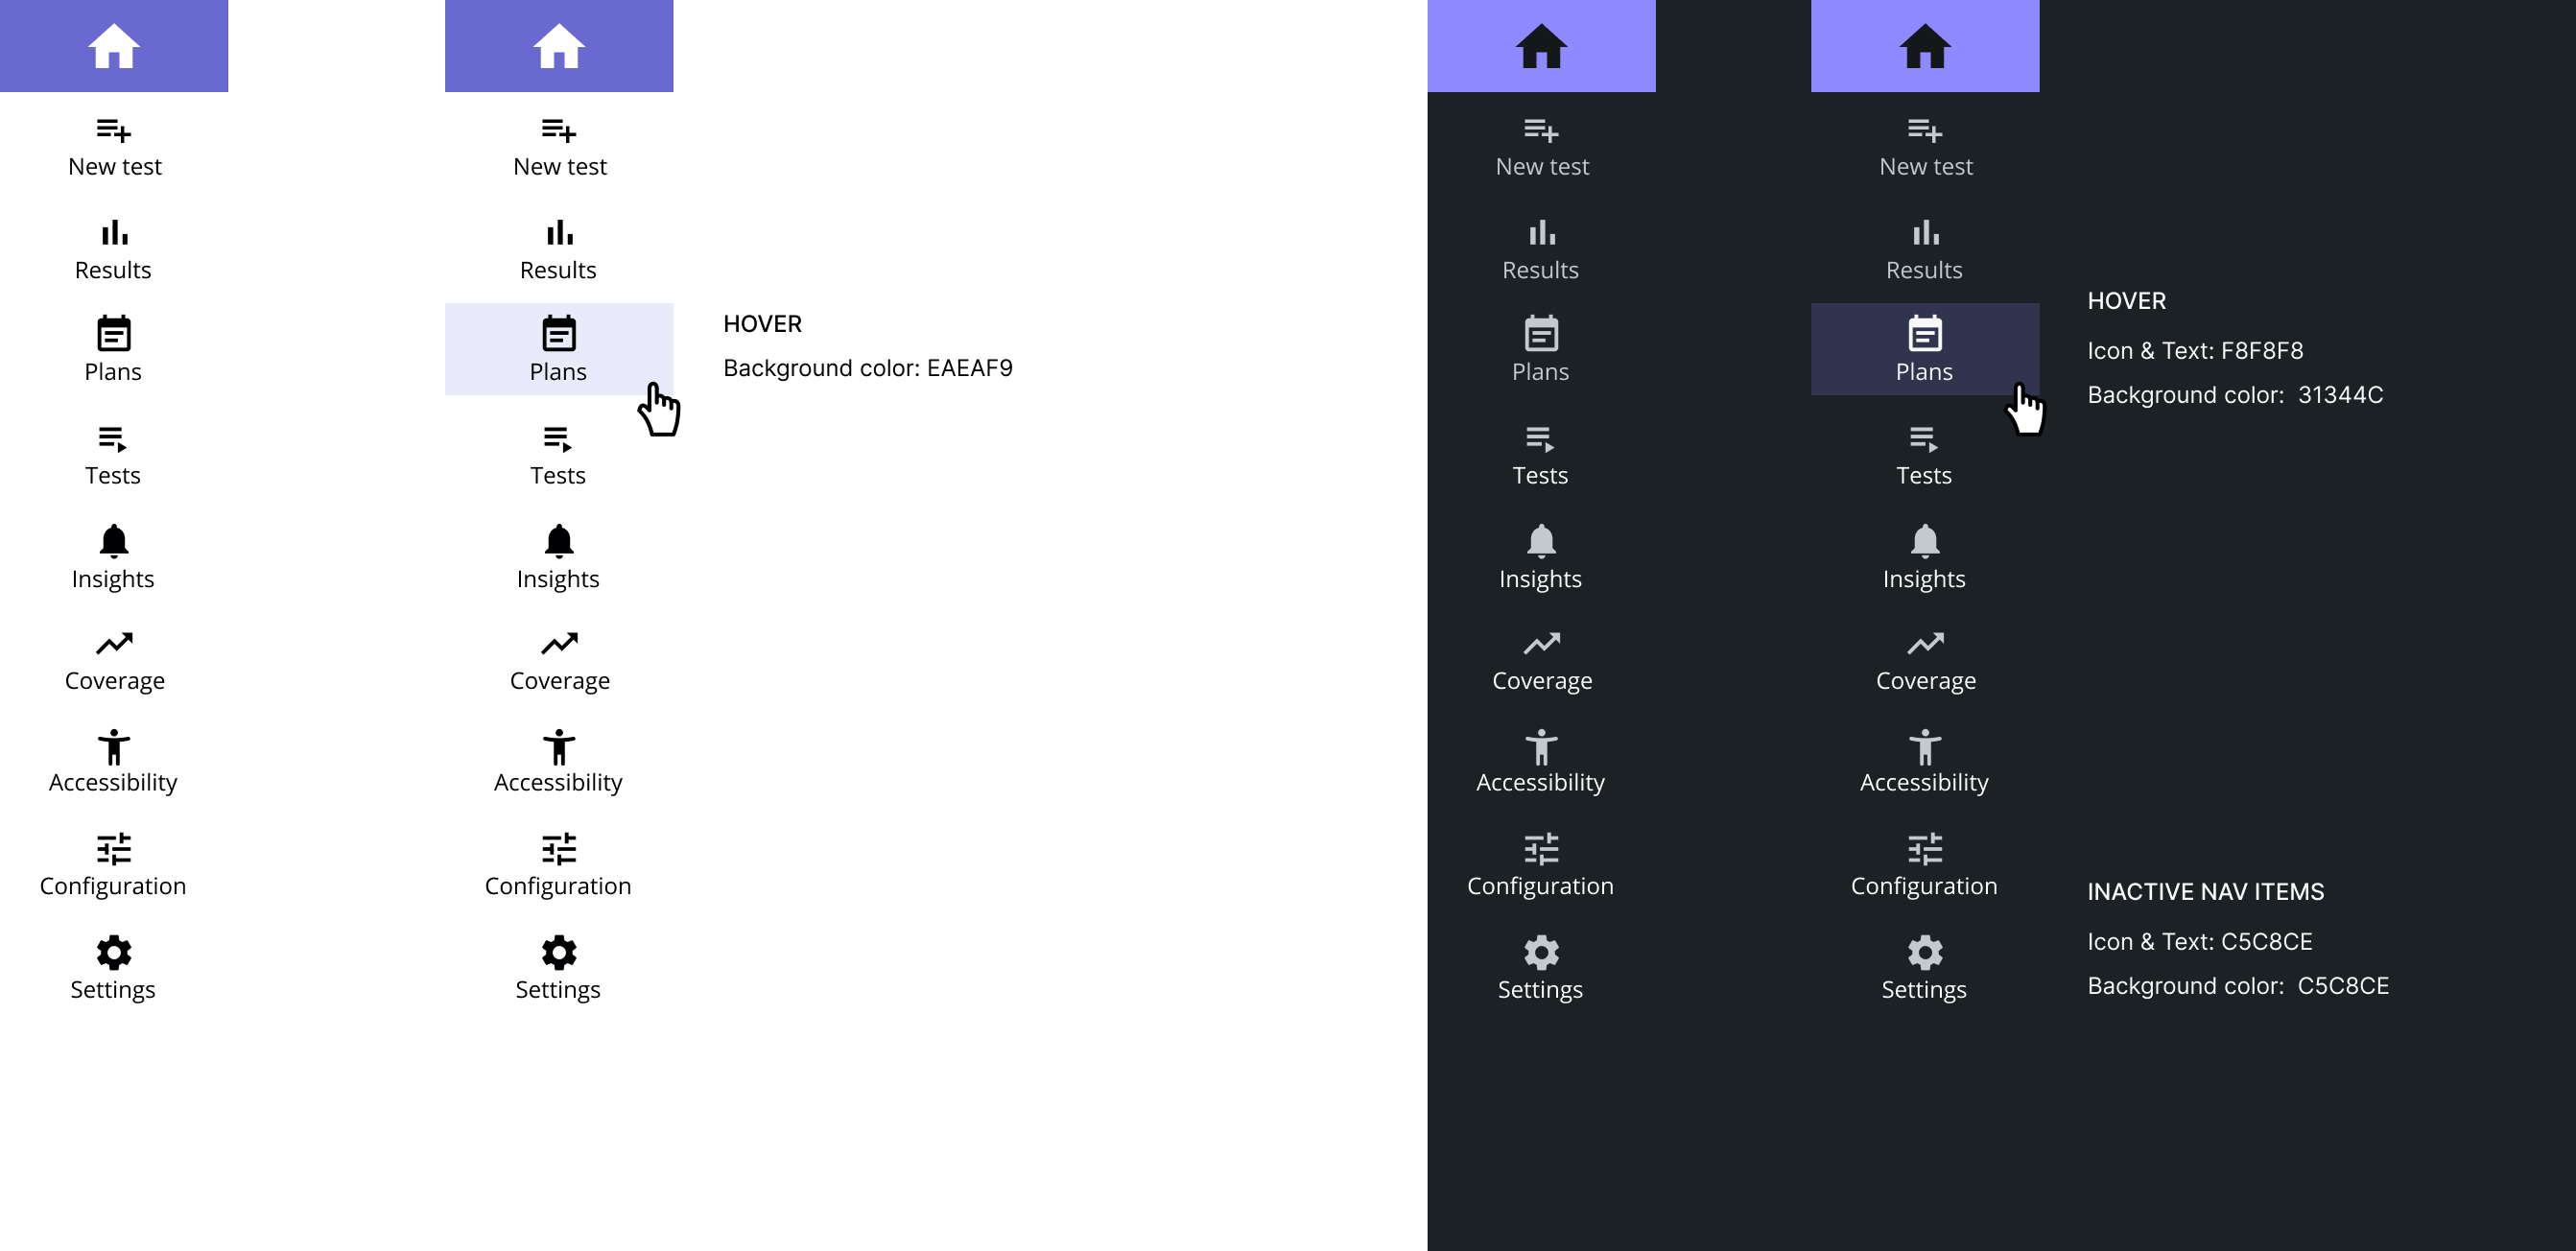 New test
Results
Plans
Tests
Insights
Coverage
Accessibility
Configuration
Settings
New test
Results
Plans
Tests
Insights
Coverage
Accessibility
Configuration
Settings
HOVER
Background color: EAEAF9
New test
Results
Plans
Tests
Insights
Coverage
Accessibility
Configuration
Settings
New test
Results
Plans
Tests
Insights
Coverage
Accessibility
Configuration
Settings
HOVER
Icon & Text: F8F8F8
Background color: 31344C
INACTIVE NAV ITEMS
Icon & Text: C5C8CE
Background color: C5C8CE